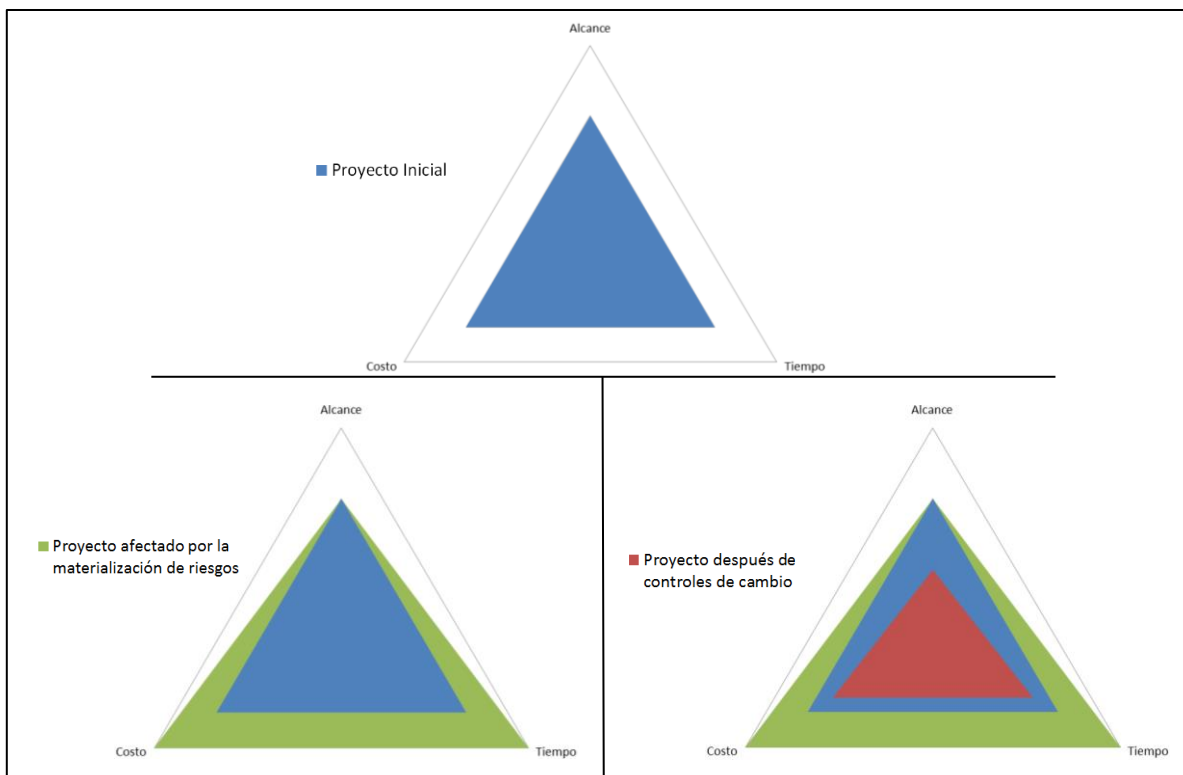 Alcance
Proyecto Inicial
Costo
Tiempo
Alcance
Proyecto afectado por la
materialización de riesgos
Costo
Tiempo
Alcance
Proyecto después de
controles de cambio
Costo
Tiempo